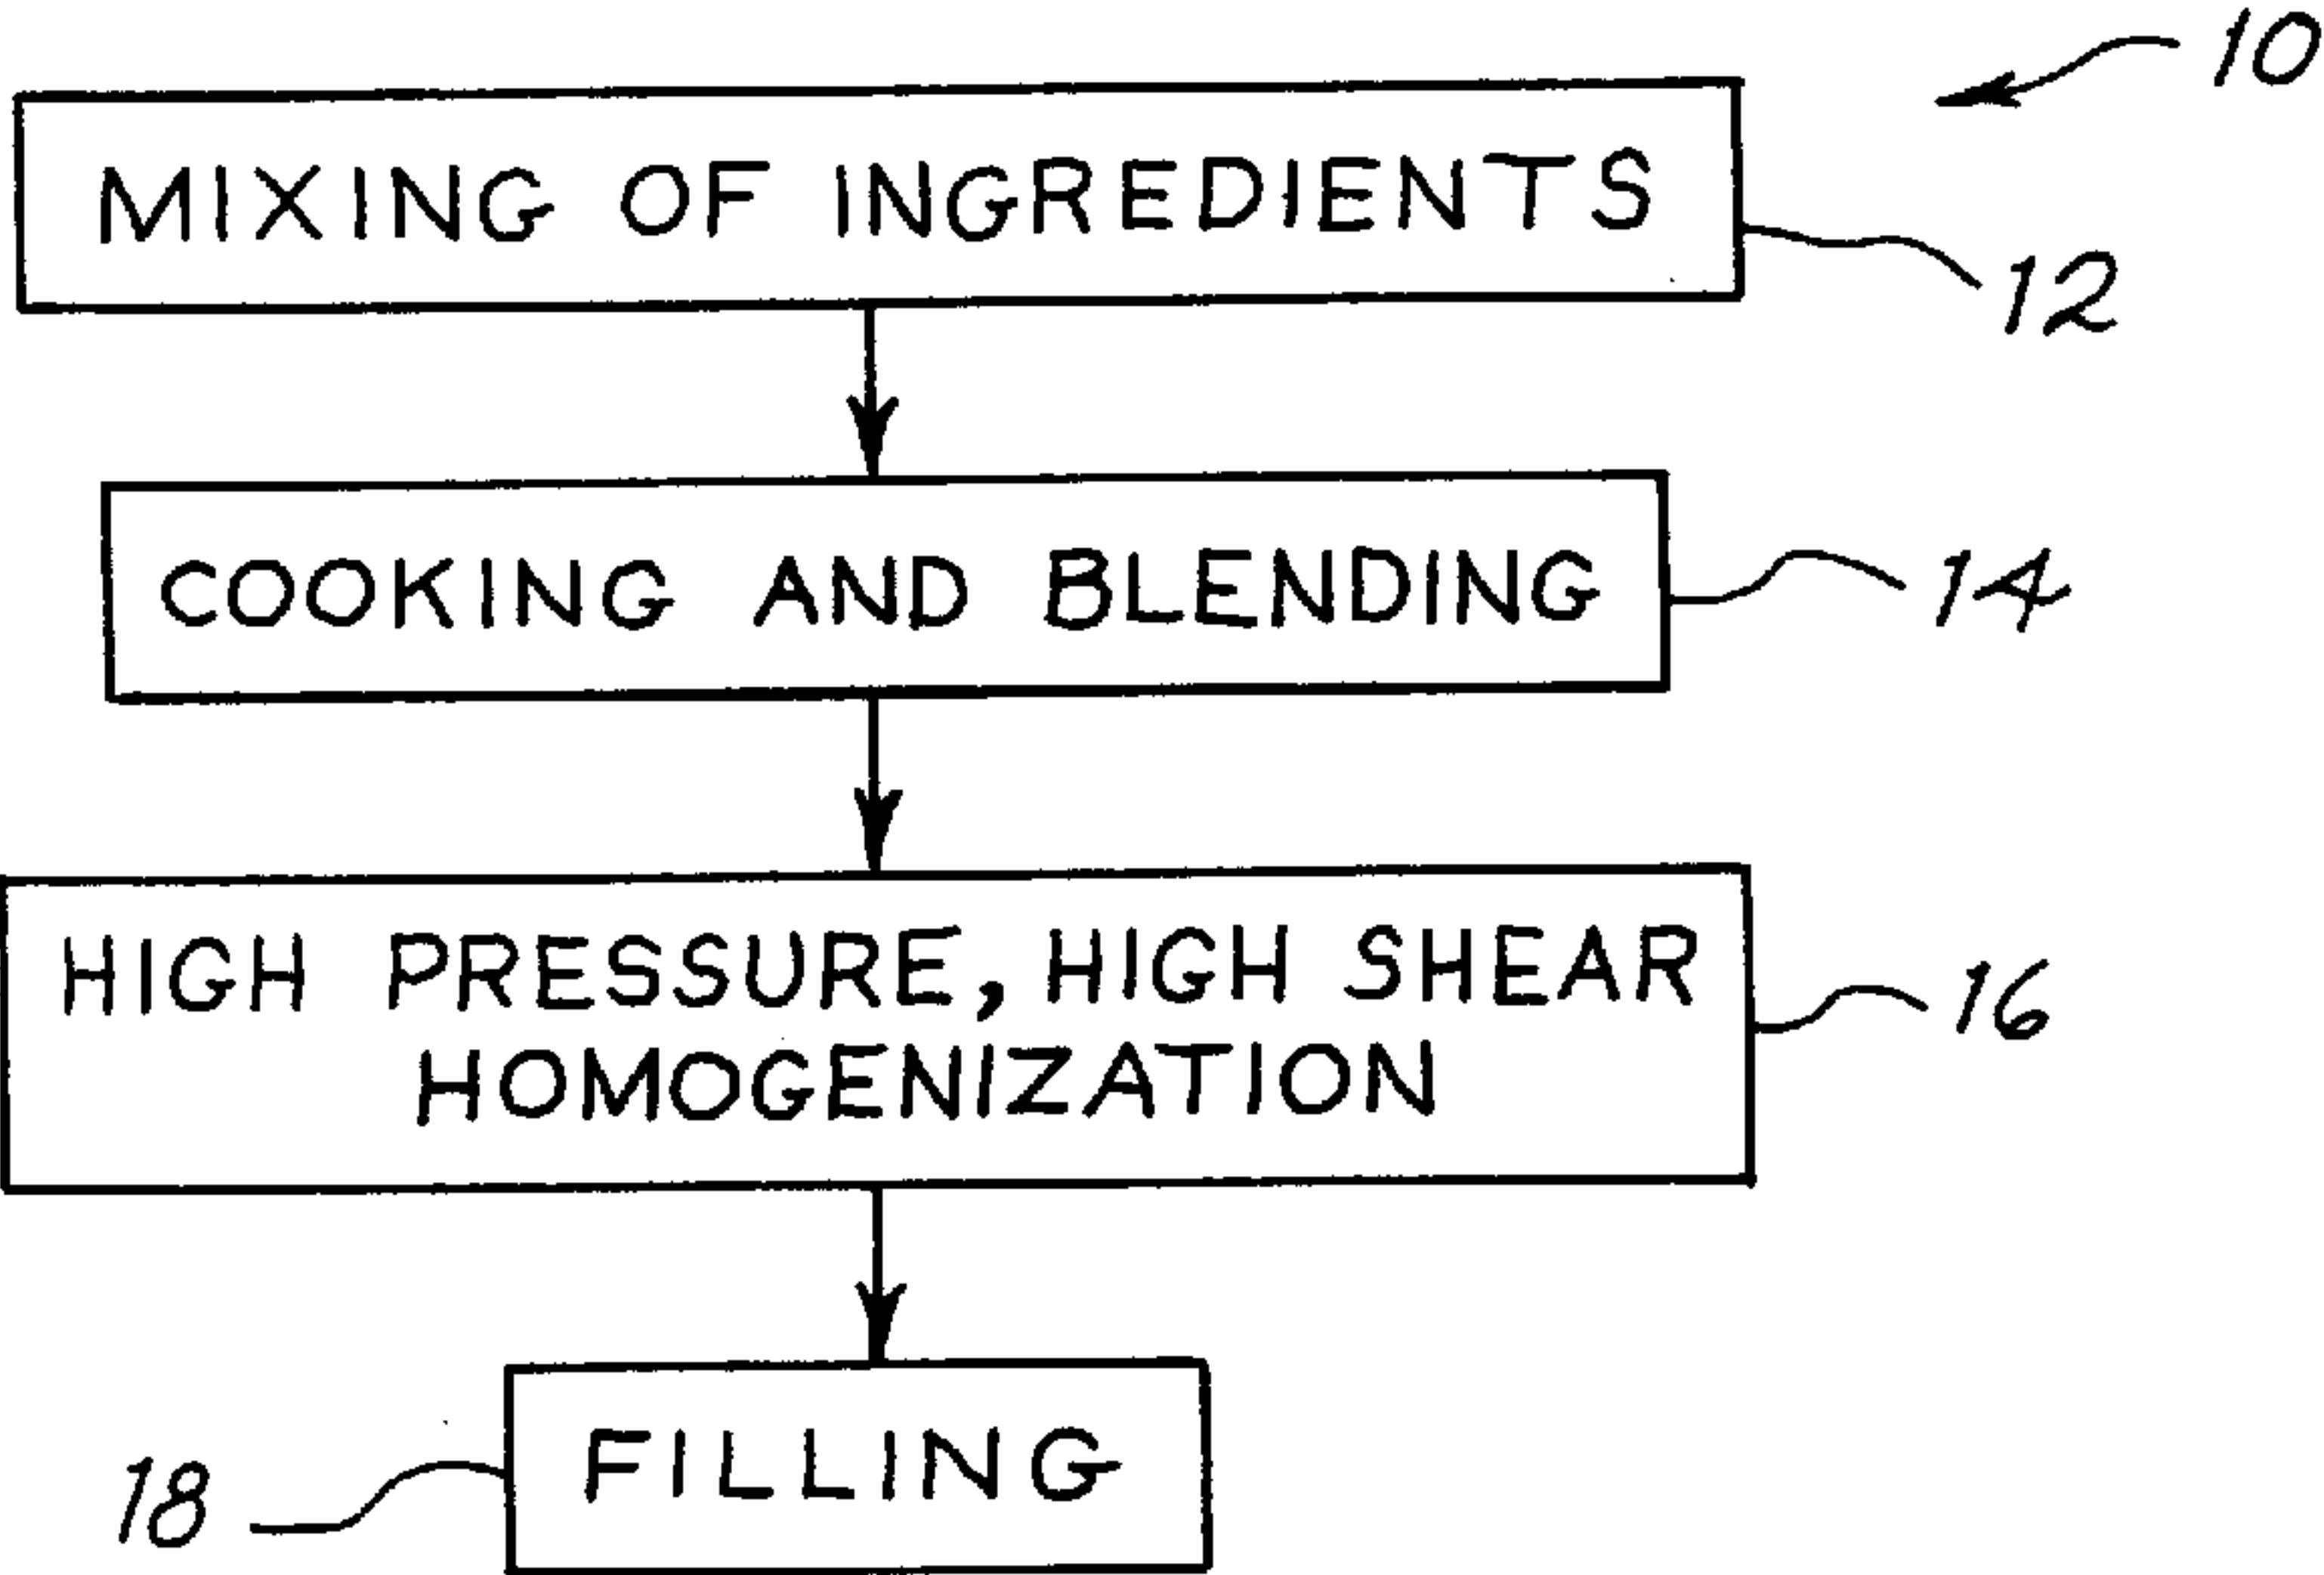 10
MIXING OF INGREDIENTS
12
COOKING AND BLENDING
14
HIGH PRESSURE, HIGH SHEAR
HOMOGENIZATION
16
FILLING
18